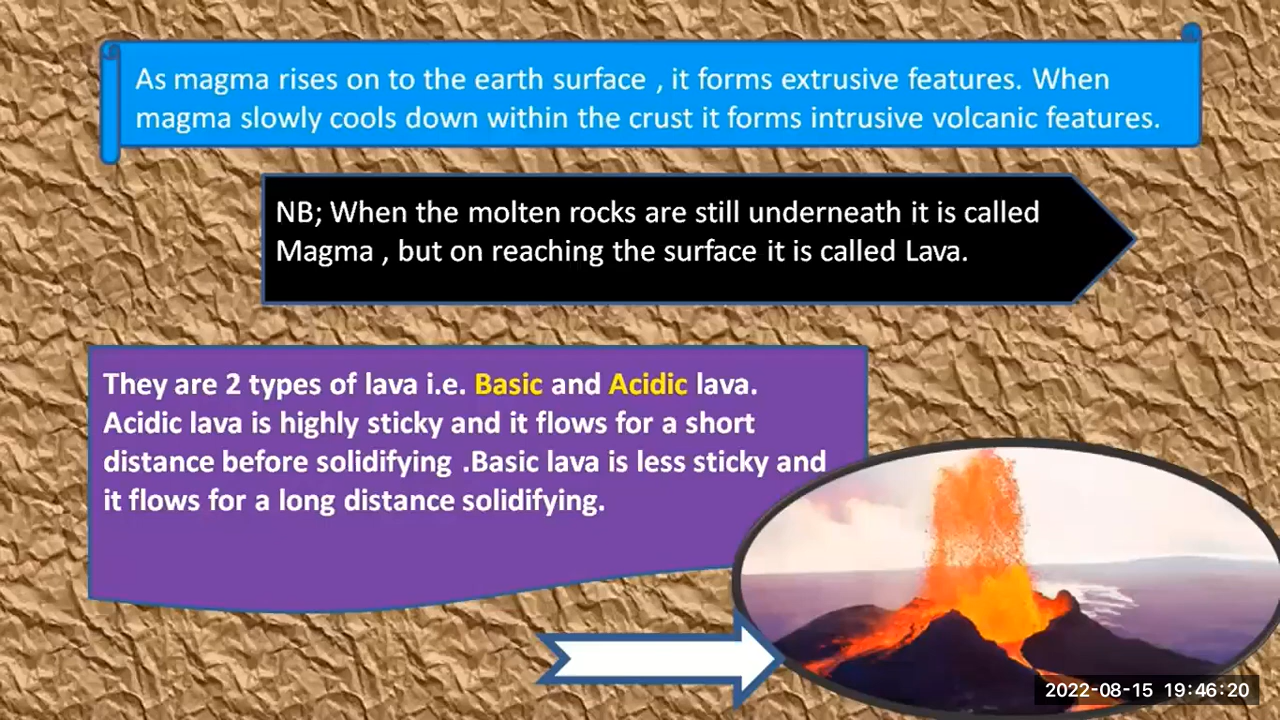 As magma rises on to the earth surface , it forms extrusive features. When
magma slowly cools down within the crust it forms intrusive volcanic features.
NB; When the molten rocks are still underneath it is called
Magma , but on reaching the surface it is called Lava.
They are 2 types of lava i.e. Basic and Acidic lava.
Acidic lava is highly sticky and it flows for a short
distance before solidifying .Basic lava is less sticky and
it flows for a long distance solidifying.
2022-08-15 19:46:20